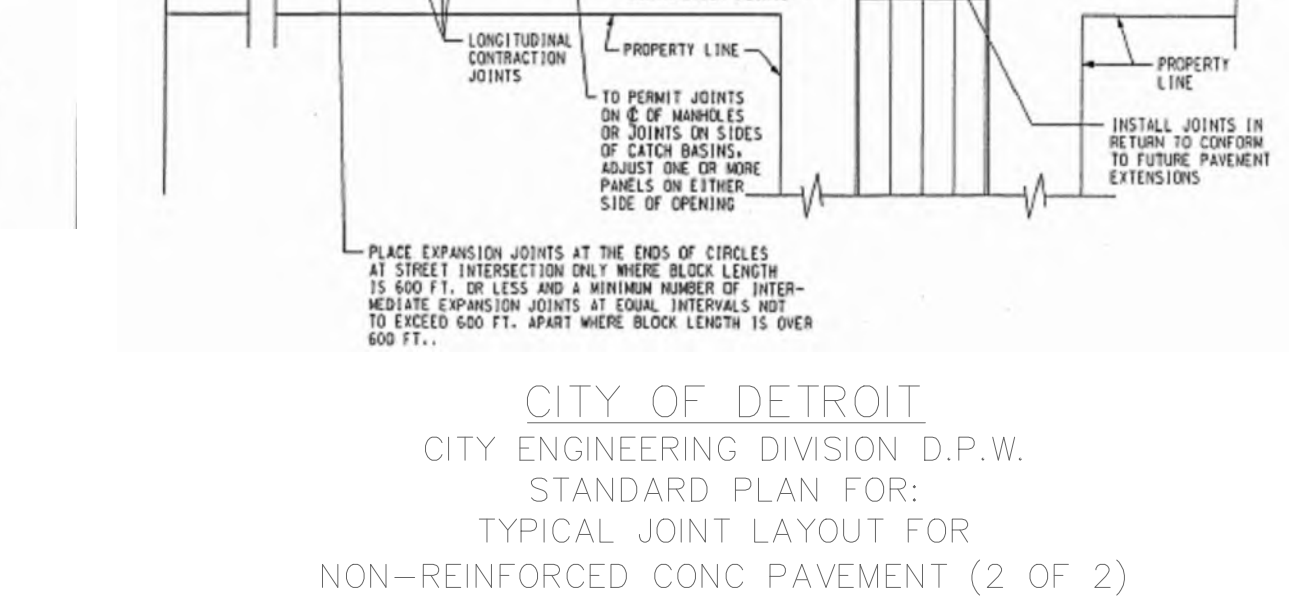 LONGITUDINAL
CONTRACTION
JOINTS
PROPERTY LINE
PROPERTY
LINE
TO PERMIT JOINTS
ON ℄ OF MANHOLES
OR JOINTS ON SIDES
OF CATCH BASINS.
ADJUST ONE OR MORE
PANELS ON EITHER
SIDE OF OPENING
INSTALL JOINTS IN
RETURN TO CONFORM
TO FUTURE PAVEMENT
EXTENSIONS
PLACE EXPANSION JOINTS AT THE ENDS OF CIRCLES
AT STREET INTERSECTION ONLY WHERE BLOCK LENGTH
IS 600 FT. OR LESS AND A MINIMUM NUMBER OF INTER-
MEDIATE EXPANSION JOINTS AT EQUAL INTERVALS NOT
TO EXCEED 600 FT. APART WHERE BLOCK LENGTH IS OVER
600 FT..
CITY OF DETROIT
CITY ENGINEERING DIVISION D.P.W.
STANDARD PLAN FOR:
TYPICAL JOINT LAYOUT FOR
NON-REINFORCED CONC PAVEMENT (2 OF 2)